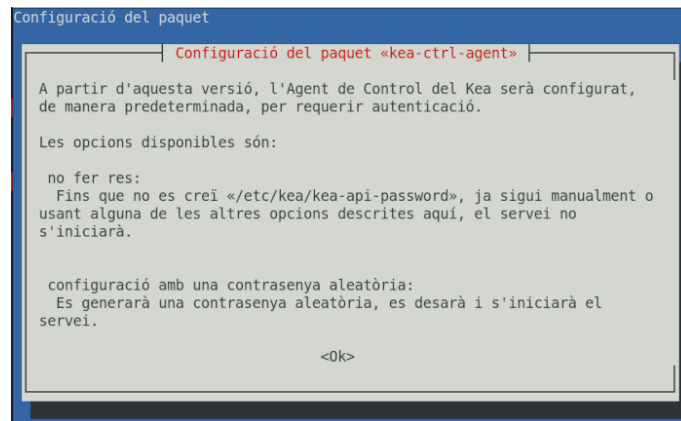 Configuració del paquet
Configuració del paquet «kea-ctrl-agent»
A partir d'aquesta versió, l'Agent de Control del Kea serà configurat,
de manera predeterminada, per requerir autenticació.
Les opcions disponibles són:
no fer res:
Fins que no es creï «/etc/kea/kea-api-password», ja sigui manualment o
usant alguna de les altres opcions descrites aquí, el servei no
s'iniciarà.
configuració amb una contrasenya aleatòria:
Es generarà una contrasenya aleatòria, es desarà i s'iniciarà el
servei.
<Ok>